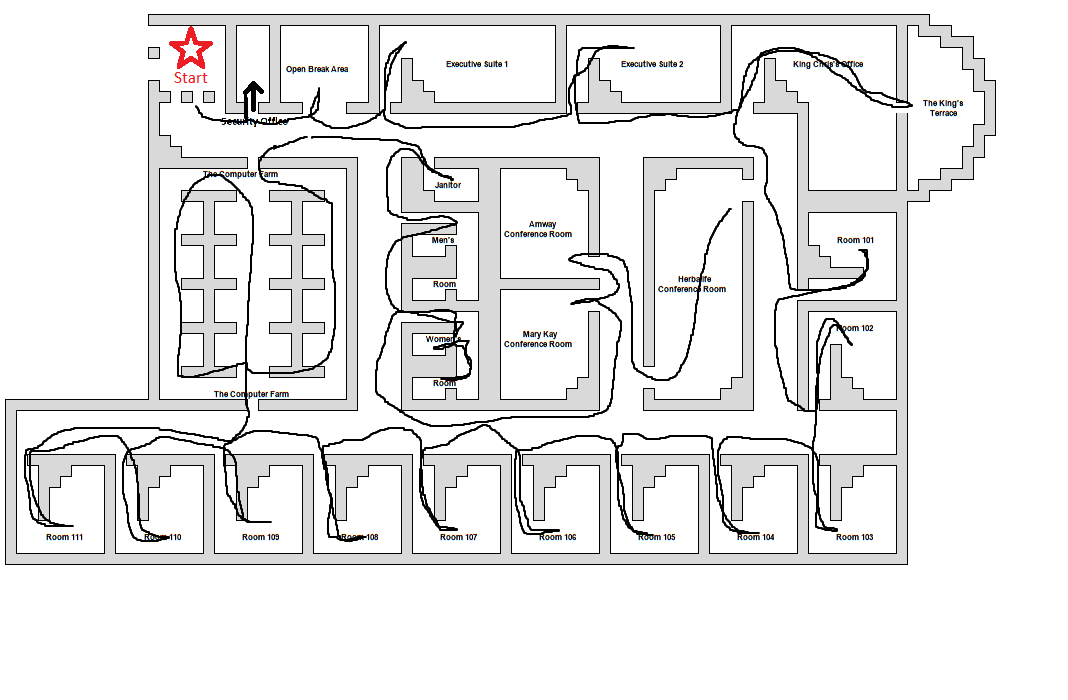 Start
Open Break Area
Executive Suite 1
Executive Suite 2
King Chris's Office
The King's
Terrace
Security Office
The Computer Farm
Janitor
Men's
Room
Amway
Conference Room
Herbalife
Conference Room
Room 101
Women's
Room
Mary Kay
Conference Room
Room 102
The Computer Farm
Room 111
Room 110
Room 109
Room 108
Room 107
Room 106
Room 105
Room 104
Room 103